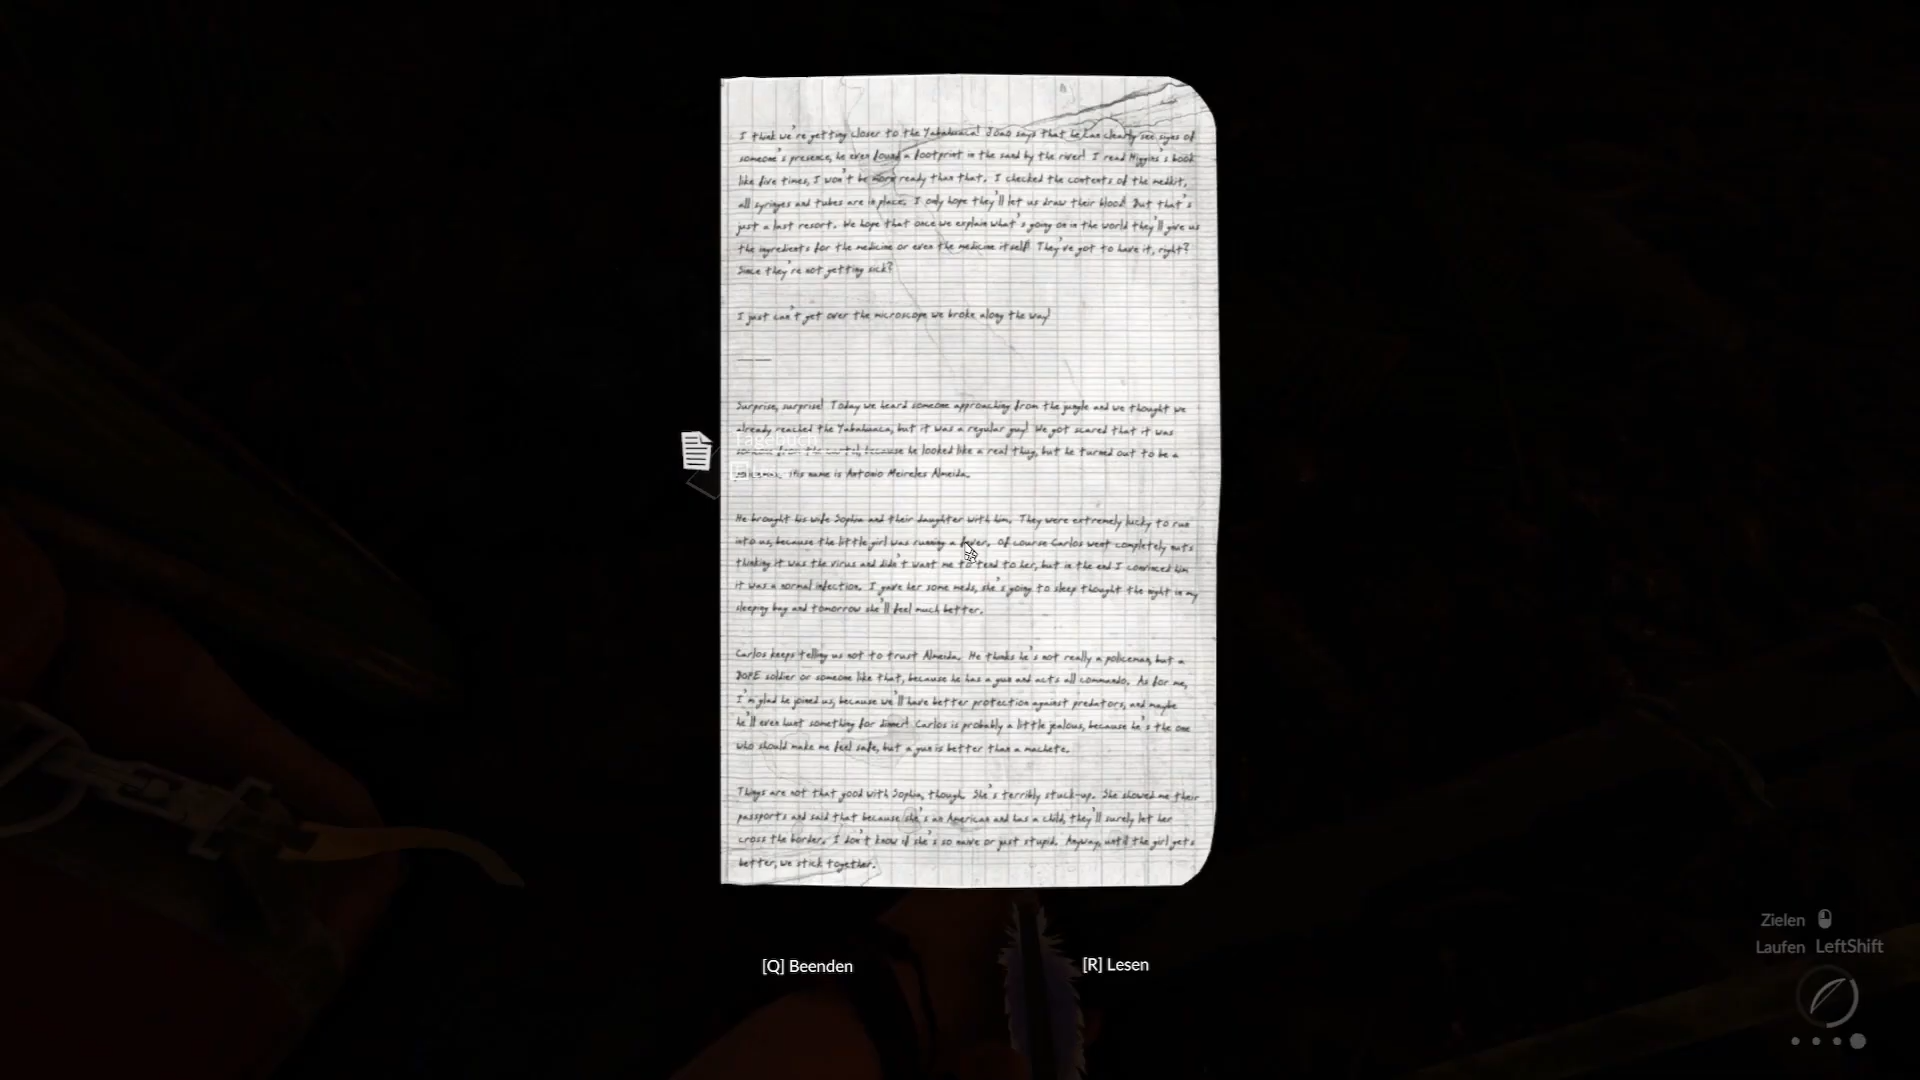 I think we're getting closer to the Yabahuaca! João says that he can clearly see signs of
someone's presence, he even found a footprint in the sand by the river! I read Higgins's book
like five times, I won't be more ready than that. I checked the contents of the medkit,
all syringes and tubes are in place. I only hope they'll let us draw their blood! But that's
just a last resort. We hope that once we explain what's going on in the world they'll give us
the ingredients for the medicine or even the medicine itself! They've got to have it, right?
Since they're not getting sick?
I just can't get over the microscope we broke along the way!
Surprise, surprise! Today we heard someone approaching from the jungle and we thought we
already reached the Yabahuaca, but it was a regular guy! We got scared that it was
someone from the cartel, because he looked like a real thug, but he turned out to be a
Tagebuch
policeman. His name is Antonio Meireles Almeida.
He brought his wife Sophia and their daughter with him. They were extremely lucky to run
into us, because the little girl was running a fever. Of course Carlos went completely nuts
thinking it was the virus and didn't want me to tend to her, but in the end I convinced him
it was a normal infection. I gave her some meds, she's going to sleep thought the night in my
sleeping bag and tomorrow she'll feel much better.
Carlos keeps telling us not to trust Almeida. He thinks he's not really a policeman, but a
BOPE soldier or someone like that, because he has a gun and acts all commando. As for me,
I'm glad he joined us, because we'll have better protection against predators, and maybe
he'll even hunt something for dinner! Carlos is probably a little jealous, because he's the one
who should make me feel safe, but a gun is better than a machete.
Things are not that good with Sophia, though. She's terribly stuck-up. She showed me their
passports and said that because she's an American and has a child, they'll surely let her
cross the border. I don't know if she's so naive or just stupid. Anyway, until the girl gets
better, we stick together.
Zielen
Laufen LeftShift
[Q] Beenden [R] Lesen